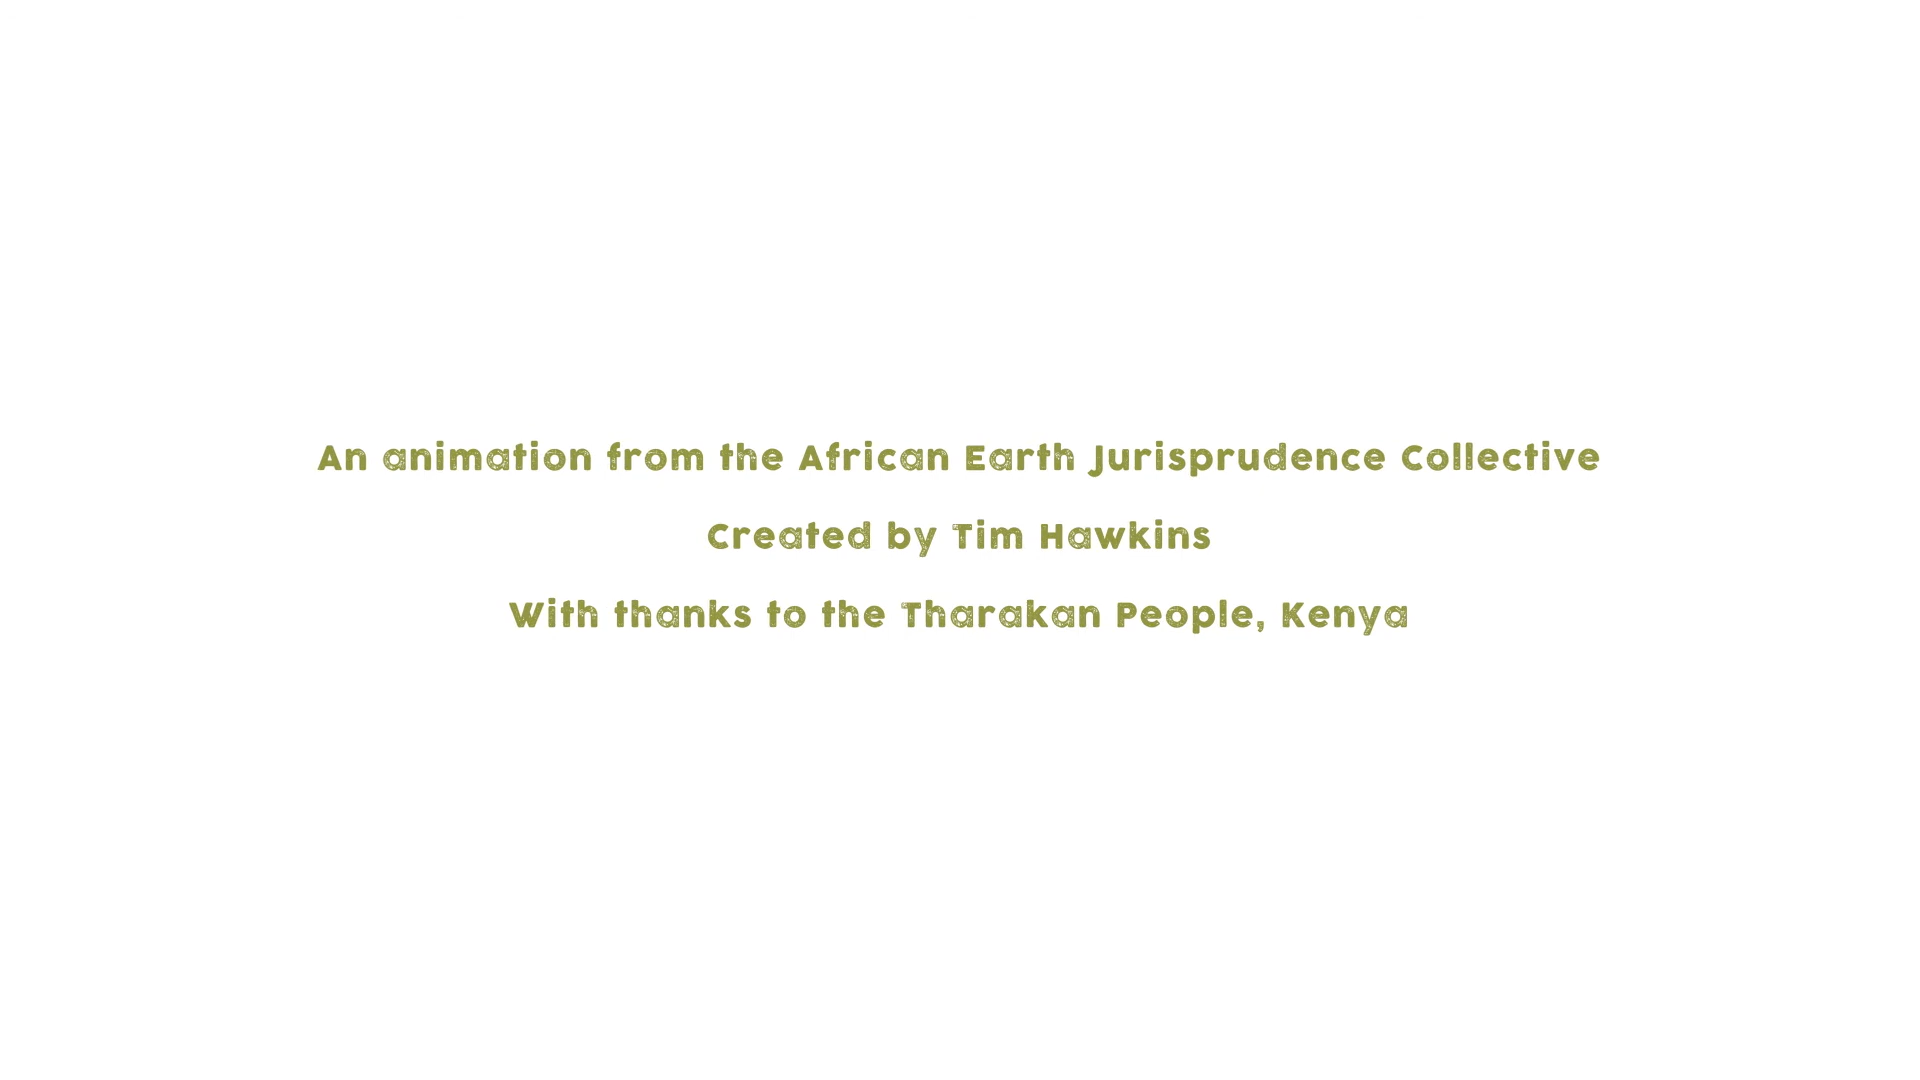 An animation from the African Earth Jurisprudence Collective
Created by Tim Hawkins
With thanks to the Tharakan People, Kenya